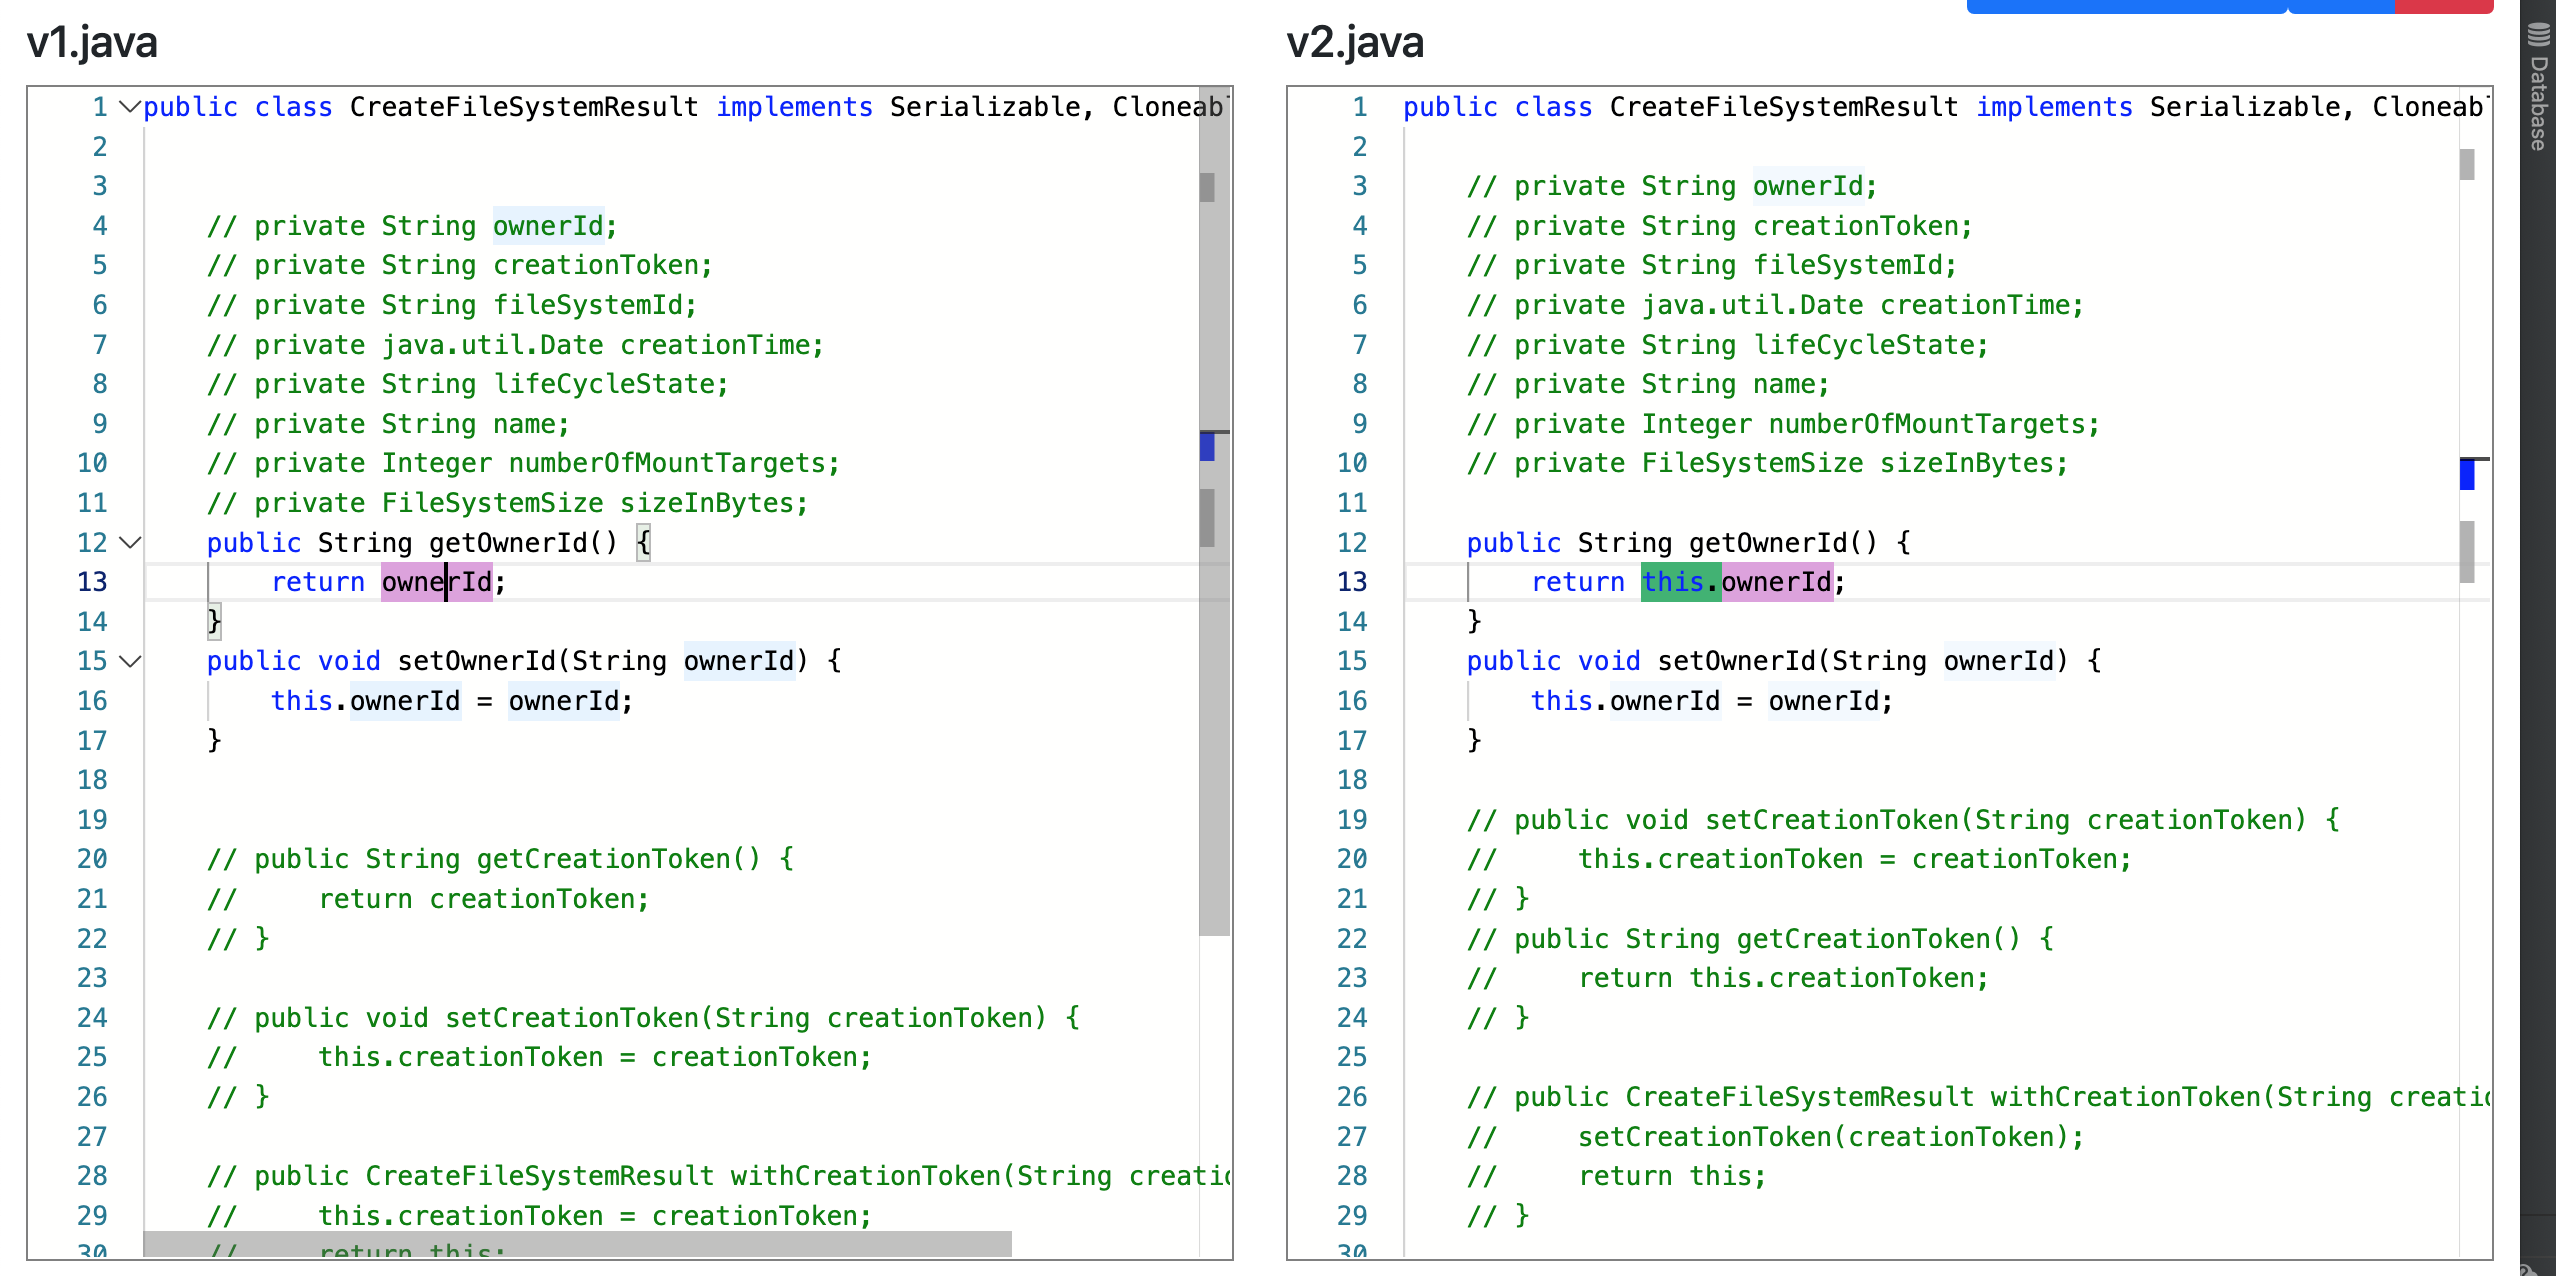 v1.java
1 public class CreateFileSystemResult implements Serializable, Cloneab
2
3
4 // private String ownerId;
5 // private String creationToken;
6 // private String fileSystemId;
7 // private java.util.Date creationTime;
8 // private String lifeCycleState;
9 // private String name;
10 // private Integer numberOfMountTargets;
11 // private FileSystemSize sizeInBytes;
12 public String getOwnerId() {
13 return ownerId;
14 }
15 public void setOwnerId(String ownerId) {
16 this.ownerId = ownerId;
17 }
18
19
20 // public String getCreationToken() {
21 // return creationToken;
22 // }
23
24 // public void setCreationToken(String creationToken) {
25 // this.creationToken = creationToken;
26 // }
27
28 // public CreateFileSystemResult withCreationToken(String creatio
29 // this.creationToken = creationToken;
30 // return this;
v2.java
1 public class CreateFileSystemResult implements Serializable, Cloneab
2
3 // private String ownerId;
4 // private String creationToken;
5 // private String fileSystemId;
6 // private java.util.Date creationTime;
7 // private String lifeCycleState;
8 // private String name;
9 // private Integer numberOfMountTargets;
10 // private FileSystemSize sizeInBytes;
11
12 public String getOwnerId() {
13 return this.ownerId;
14 }
15 public void setOwnerId(String ownerId) {
16 this.ownerId = ownerId;
17 }
18
19 // public void setCreationToken(String creationToken) {
20 // this.creationToken = creationToken;
21 // }
22 // public String getCreationToken() {
23 // return this.creationToken;
24 // }
25
26 // public CreateFileSystemResult withCreationToken(String creatio
27 // setCreationToken(creationToken);
28 // return this;
29 // }
30
Database